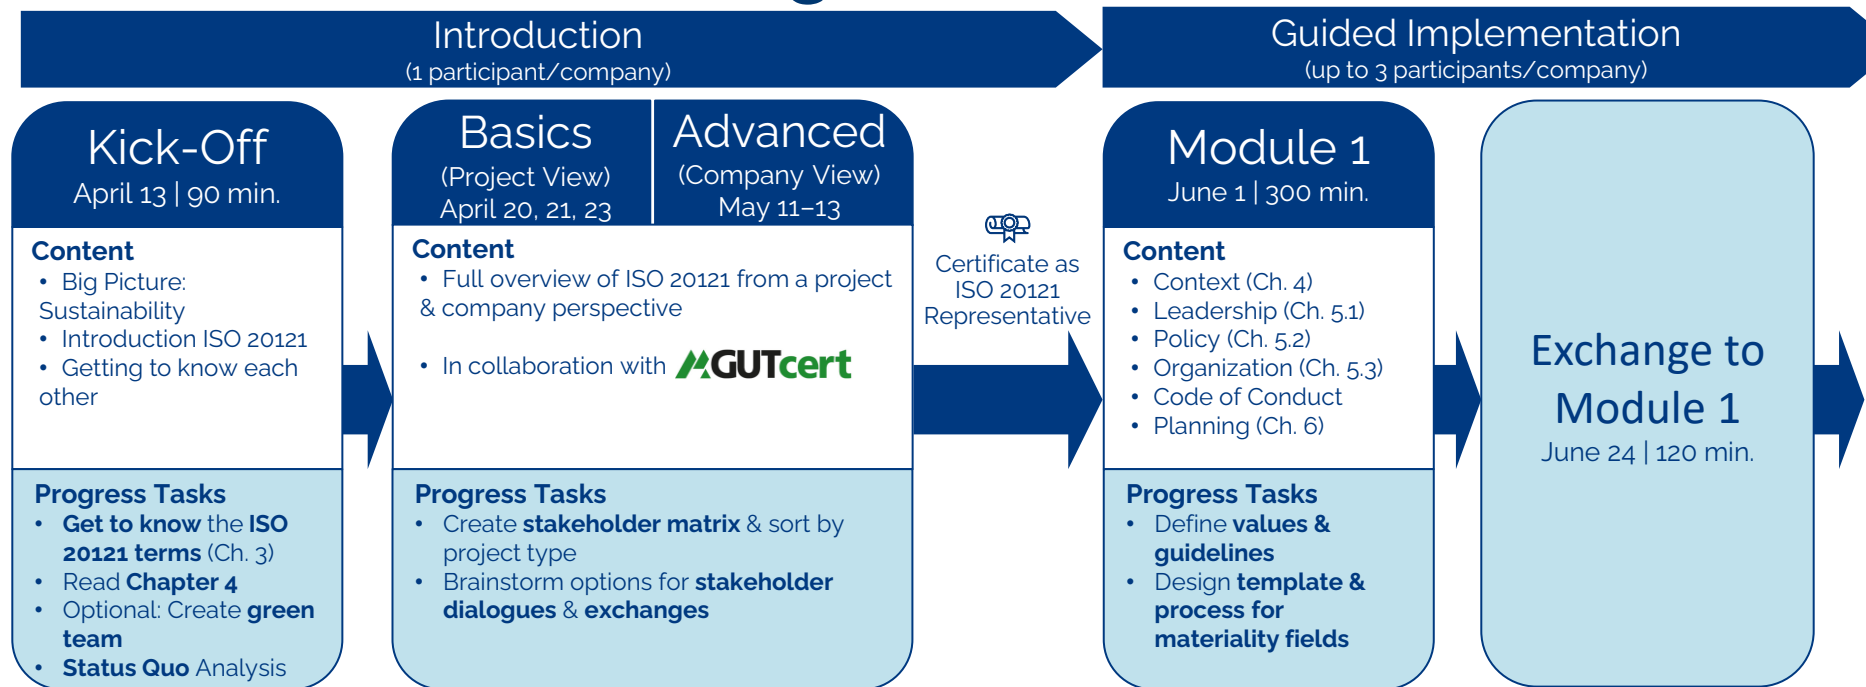 Introduction
(1 participant/company)
Guided Implementation
(up to 3 participants/company)
Kick-Off
April 13 | 90 min.
Content
• Big Picture:
Sustainability
• Introduction ISO 20121
• Getting to know each
other
Progress Tasks
• Get to know the ISO
20121 terms (Ch. 3)
• Read Chapter 4
• Optional: Create green
team
• Status Quo Analysis
Basics
(Project View)
April 20, 21, 23
Advanced
(Company View)
May 11–13
Content
• Full overview of ISO 20121 from a project
& company perspective
• In collaboration with GUTcert
Progress Tasks
• Create stakeholder matrix & sort by
project type
• Brainstorm options for stakeholder
dialogues & exchanges
Certificate as
ISO 20121
Representative
Module 1
June 1 | 300 min.
Content
• Context (Ch. 4)
• Leadership (Ch. 5.1)
• Policy (Ch. 5.2)
• Organization (Ch. 5.3)
• Code of Conduct
• Planning (Ch. 6)
Progress Tasks
• Define values &
guidelines
• Design template &
process for
materiality fields
Exchange to
Module 1
June 24 | 120 min.